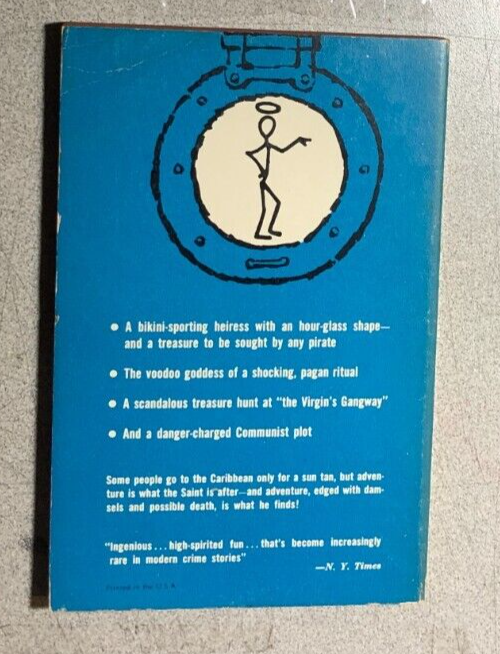 • A bikini-sporting heiress with an hour-glass shape—
and a treasure to be sought by any pirate
• The voodoo goddess of a shocking, pagan ritual
• A scandalous treasure hunt at "the Virgin's Gangway"
• And a danger-charged Communist plot
Some people go to the Caribbean only for a sun tan, but adven-
ture is what the Saint is after—and adventure, edged with dam-
sels and possible death, is what he finds!
"Ingenious...high-spirited fun...that's become increasingly
rare in modern crime stories"
—N. Y. Times
Printed in the U.S.A.